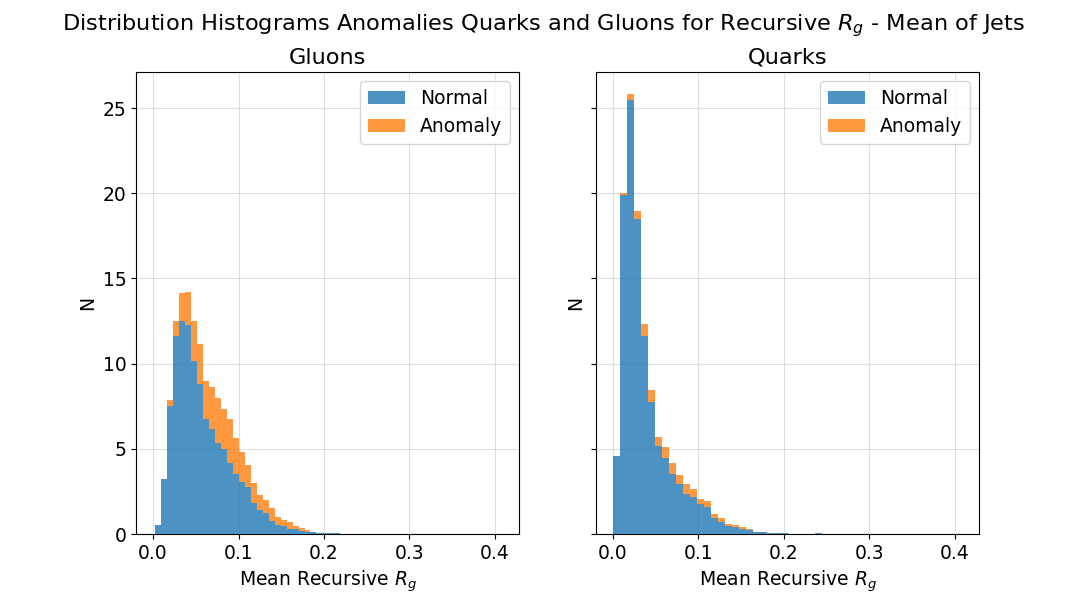 Distribution Histograms Anomalies Quarks and Gluons for Recursive $R_g$ - Mean of Jets
Gluons
Normal
Anomaly
N
25
20
15
10
5
0
0.0 0.1 0.2 0.3 0.4
Mean Recursive $R_g$
Quarks
Normal
Anomaly
N
0.0 0.1 0.2 0.3 0.4
Mean Recursive $R_g$